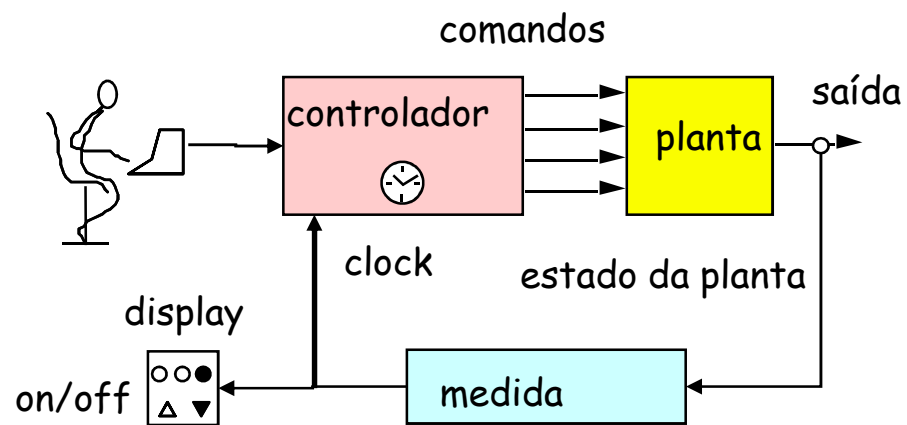 comandos
saída
controlador
planta
clock
estado da planta
display
on/off
medida